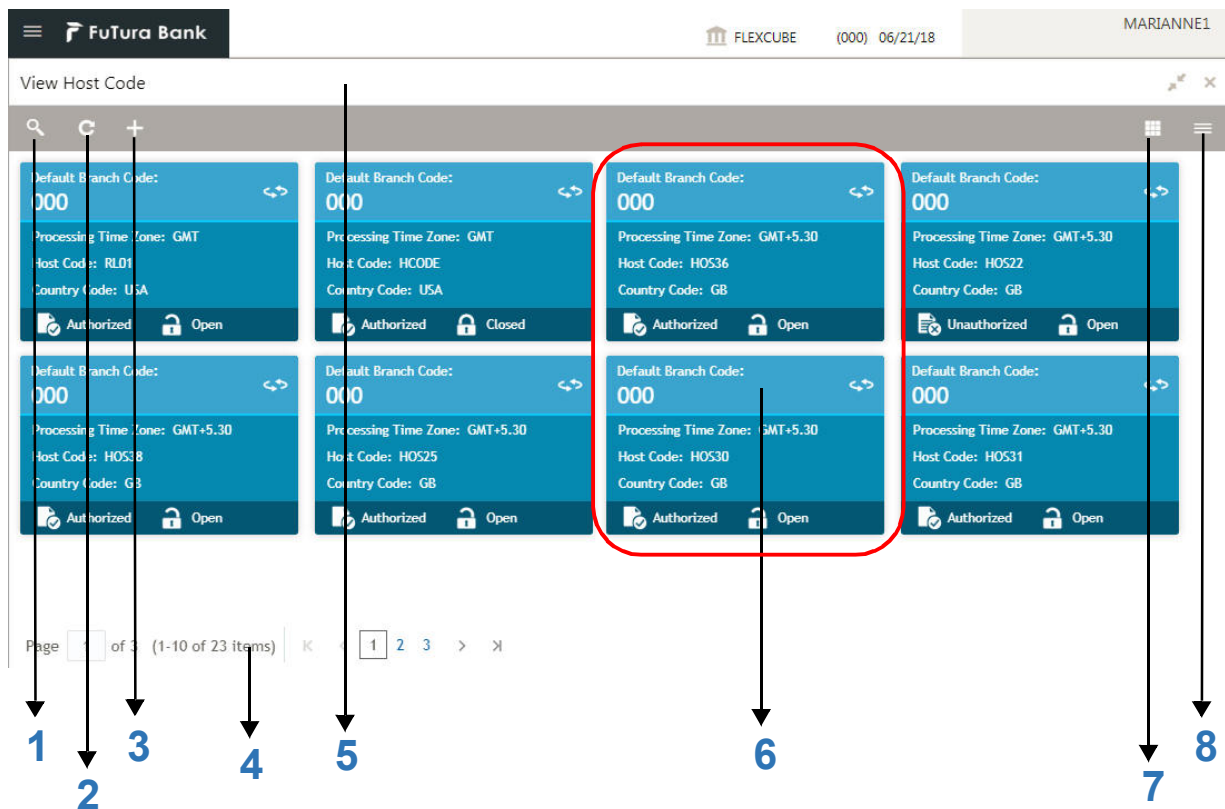 FuTura Bank
FLEXCUBE (000) 06/21/18
MARIANNE1
View Host Code
Default Branch Code:
000
Processing Time Zone: GMT
Host Code: RL01
Country Code: USA
Authorized Open
Default Branch Code:
000
Processing Time Zone: GMT
Host Code: HCODE
Country Code: USA
Authorized Closed
Default Branch Code:
000
Processing Time Zone: GMT+5.30
Host Code: HOS36
Country Code: GB
Authorized Open
Default Branch Code:
000
Processing Time Zone: GMT+5.30
Host Code: HOS22
Country Code: GB
Unauthorized Open
Default Branch Code:
000
Processing Time Zone: GMT+5.30
Host Code: HOS38
Country Code: GB
Authorized Open
Default Branch Code:
000
Processing Time Zone: GMT+5.30
Host Code: HOS25
Country Code: GB
Authorized Open
Default Branch Code:
000
Processing Time Zone: GMT+5.30
Host Code: HOS30
Country Code: GB
Authorized Open
Default Branch Code:
000
Processing Time Zone: GMT+5.30
Host Code: HOS31
Country Code: GB
Authorized Open
Page 1 of 3 (1-10 of 23 items) 1 2 3
1 2 3 4 5 6 7 8